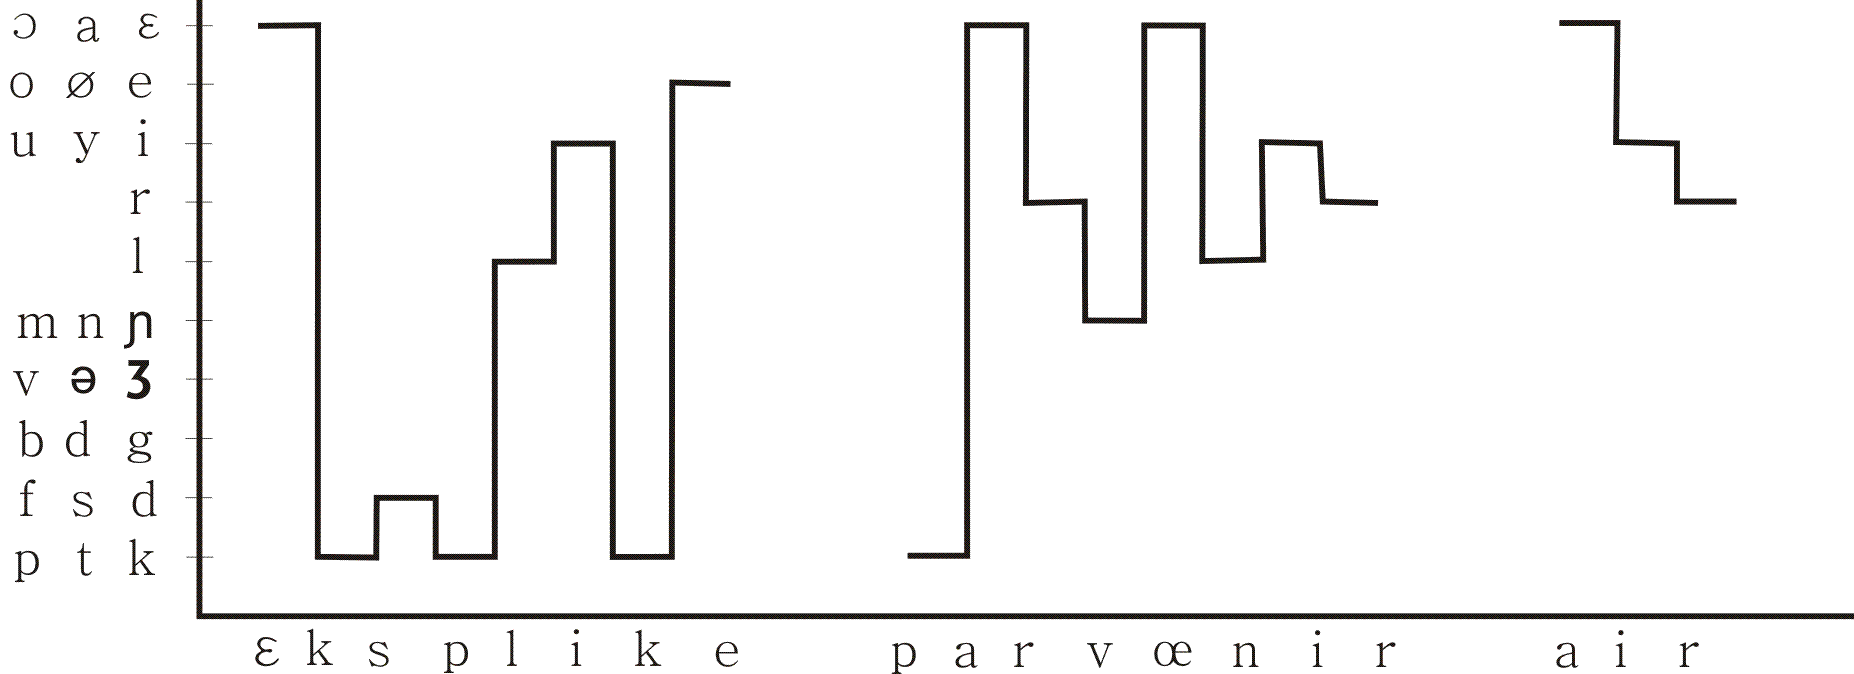 ɔ a ɛ
o ø e
u y i
r
l
m n ɲ
v ə ʒ
b d g
f s d
p t k
ɛ k s p l i k e p a r v œ n i r a i r